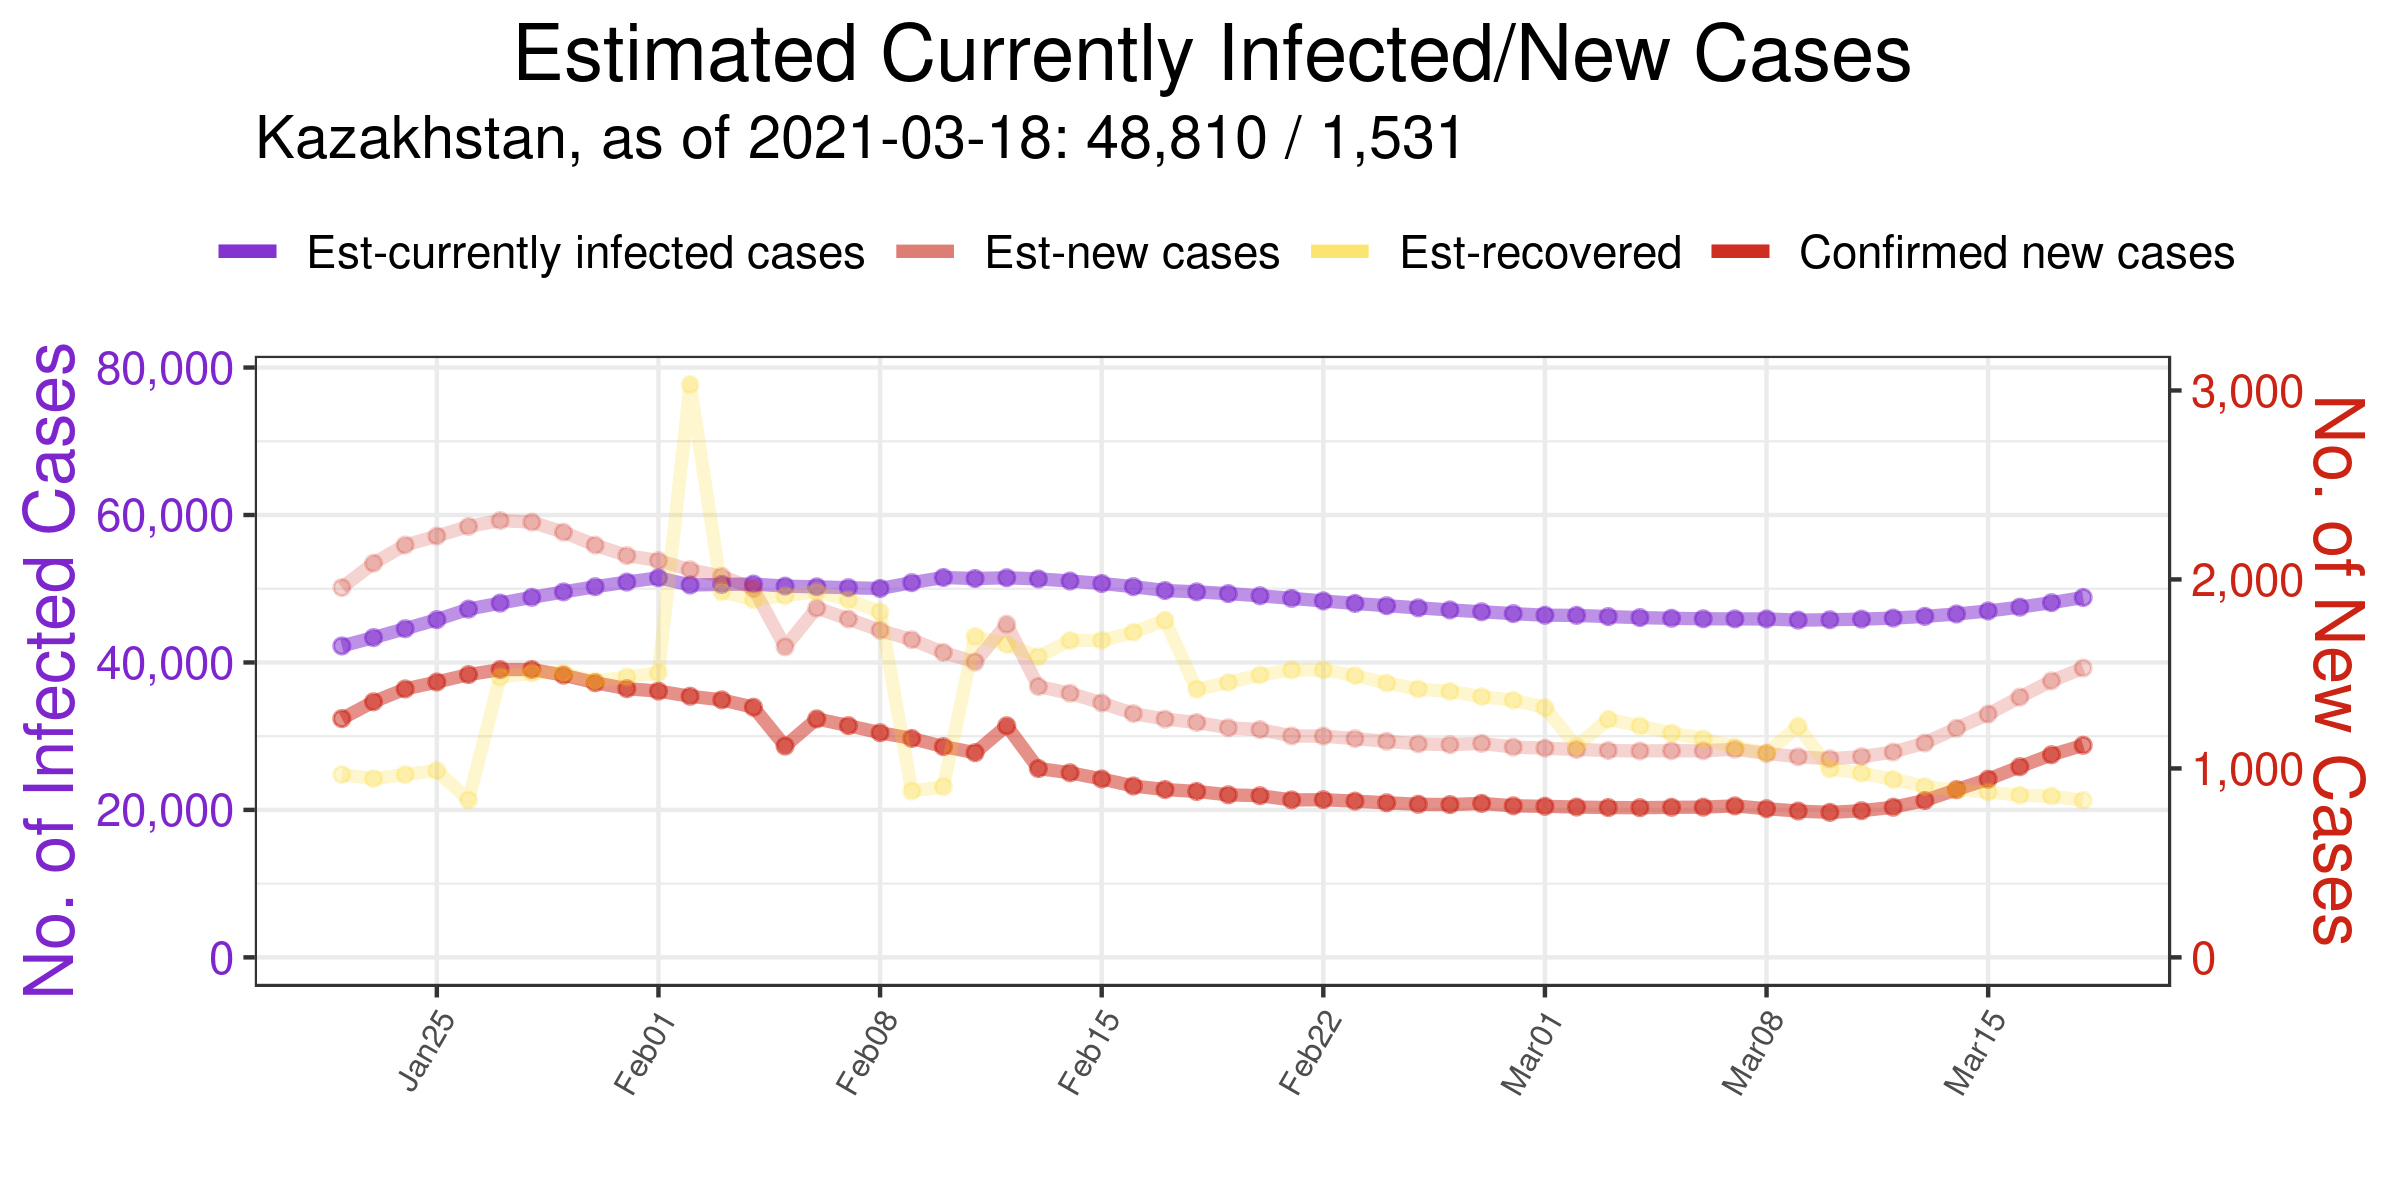 Estimated Currently Infected/New Cases
Kazakhstan, as of 2021-03-18: 48,810 / 1,531
Est-currently infected cases Est-new cases Est-recovered Confirmed new cases
No. of Infected Cases
80,000
60,000
40,000
20,000
0
3,000
2,000
1,000
0
No. of New Cases
Jan25 Feb01 Feb08 Feb15 Feb22 Mar01 Mar08 Mar15